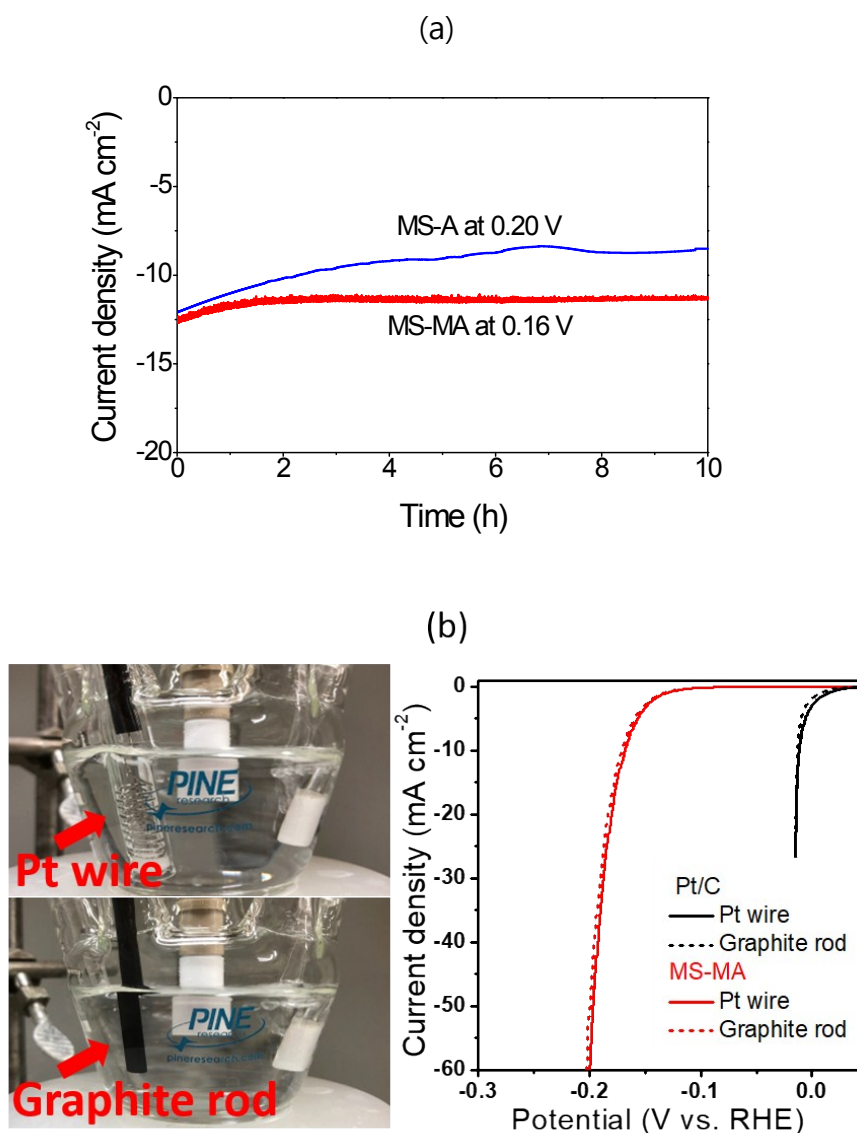 (a)
0
-5
-10
-15
-20
0 2 4 6 8 10
Current density (mA cm⁻²)
Time (h)
MS-A at 0.20 V
MS-MA at 0.16 V
(b)
PINE
research
pineresearch.com
Pt wire
PINE
research
pineresearch.com
Graphite rod
0
-10
-20
-30
-40
-50
-60
-0.3 -0.2 -0.1 0.0
Current density (mA cm⁻²)
Potential (V vs. RHE)
Pt/C
Pt wire
Graphite rod
MS-MA
Pt wire
Graphite rod